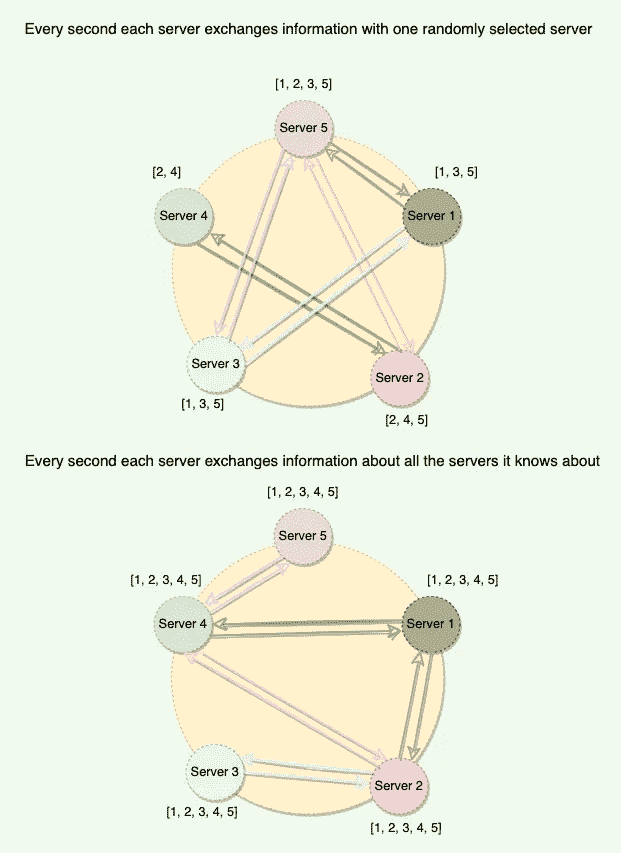 Every second each server exchanges information with one randomly selected server
[1, 2, 3, 5]
Server 5
[2, 4]
[1, 3, 5]
Server 4
Server 1
Server 3
Server 2
[1, 3, 5]
[2, 4, 5]
Every second each server exchanges information about all the servers it knows about
[1, 2, 3, 4, 5]
Server 5
[1, 2, 3, 4, 5]
[1, 2, 3, 4, 5]
Server 4
Server 1
Server 3
Server 2
[1, 2, 3, 4, 5]
[1, 2, 3, 4, 5]